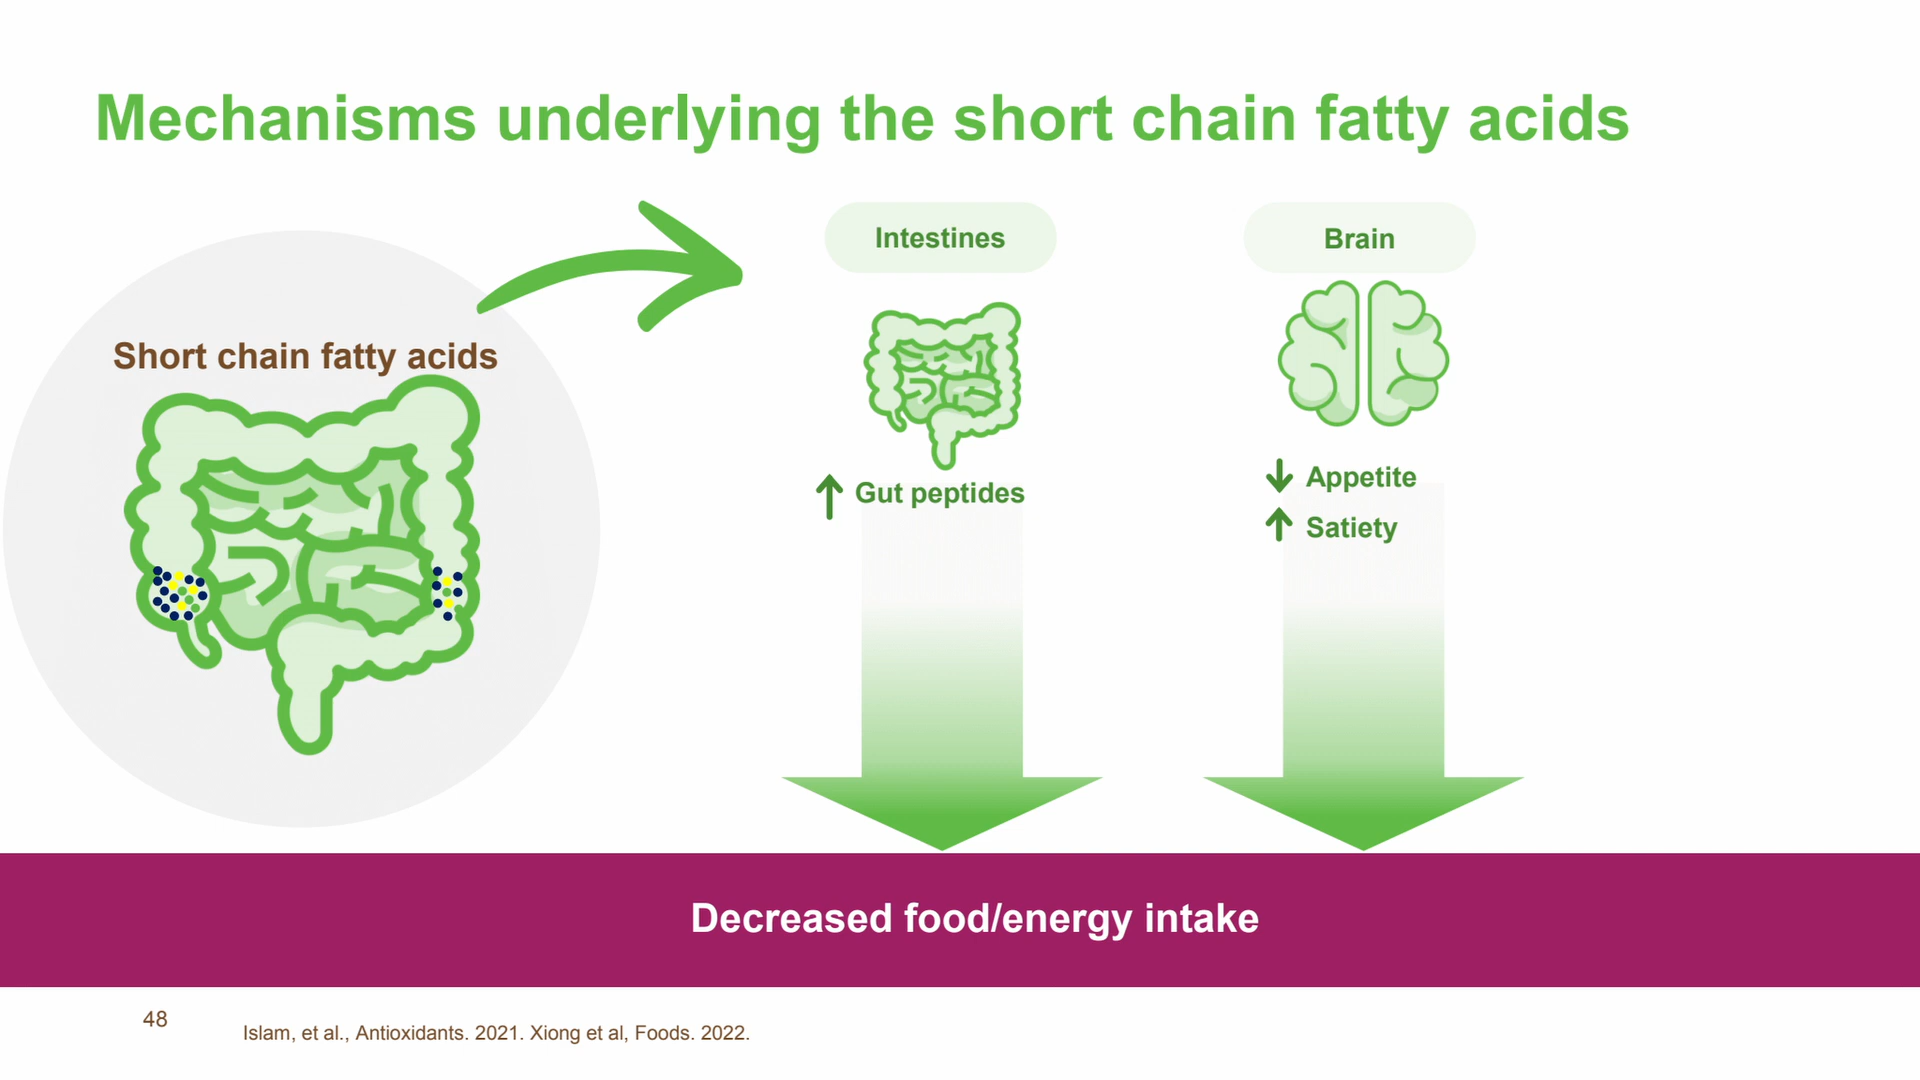 Mechanisms underlying the short chain fatty acids
Short chain fatty acids
Intestines
Gut peptides
Brain
Appetite
Satiety
Decreased food/energy intake
48
Islam, et al., Antioxidants. 2021. Xiong et al, Foods. 2022.